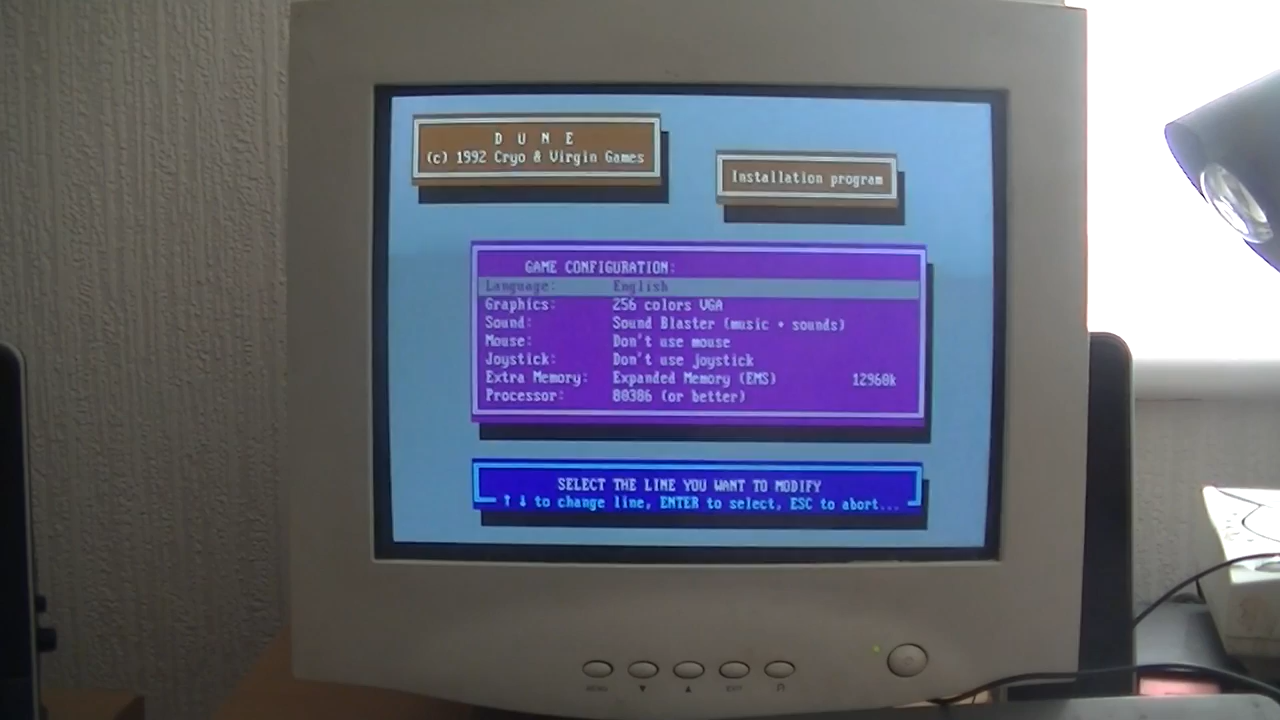 D U N E
(c) 1992 Cryo & Virgin Games
Installation program
GAME CONFIGURATION:
Language: English
Graphics: 256 colors VGA
Sound: Sound Blaster (music + sounds)
Mouse: Don't use mouse
Joystick: Don't use joystick
Extra Memory: Expanded Memory (EMS) 12960k
Processor: 80386 (or better)
SELECT THE LINE YOU WANT TO MODIFY
↑ ↓ to change line, ENTER to select, ESC to abort...
MENU ▼ ▲ EXIT